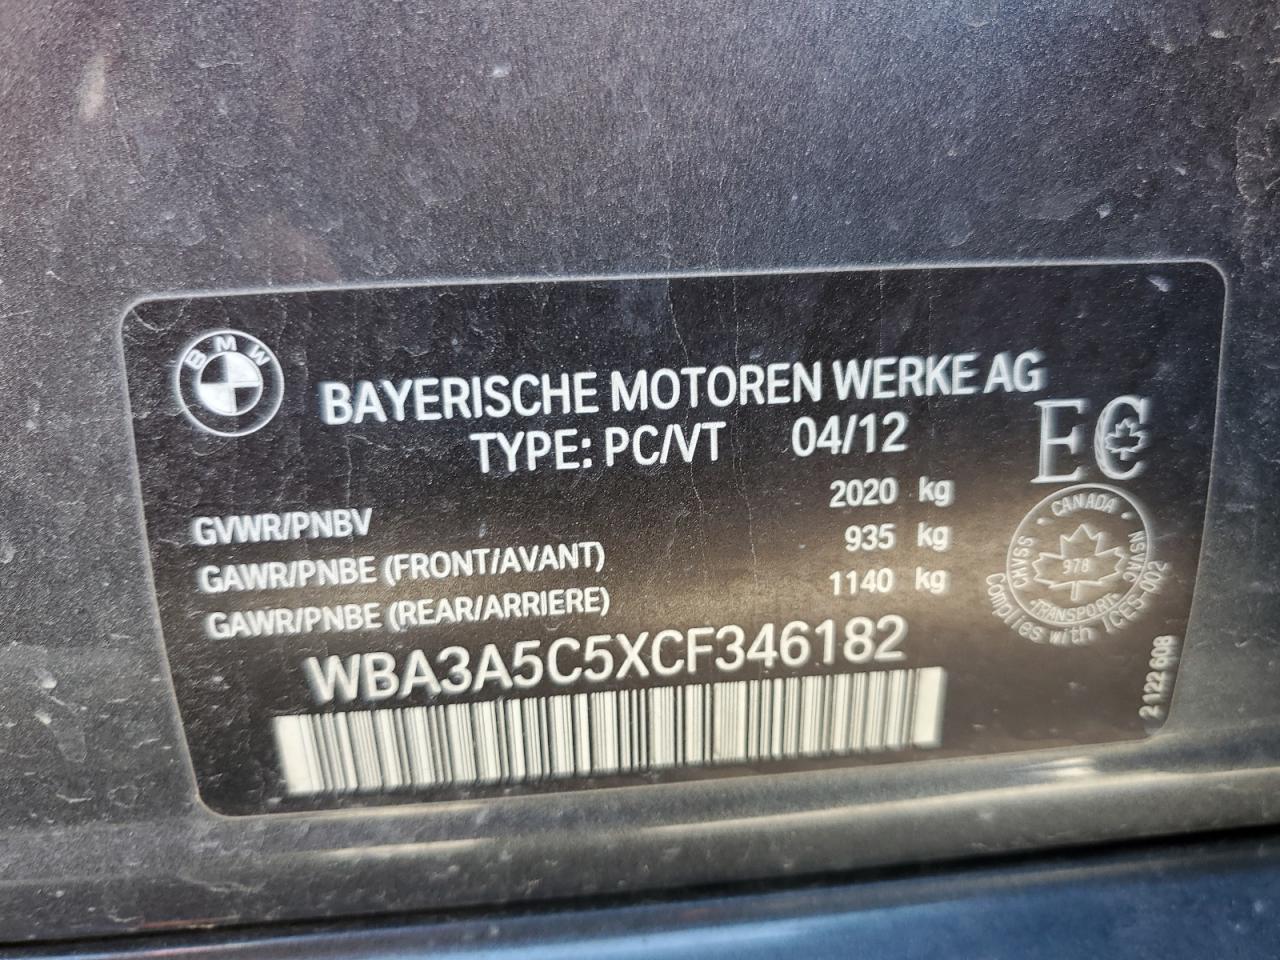 BMW
BAYERISCHE MOTOREN WERKE AG
TYPE: PC/VT 04/12
EC
GVWR/PNBV 2020 kg
GAWR/PNBE (FRONT/AVANT) 935 kg
GAWR/PNBE (REAR/ARRIERE) 1140 kg
WBA3A5C5XCF346182
CANADA
CMVSS
NSVAC
978
TRANSPORT
Complies with ICES-002
2 122 608